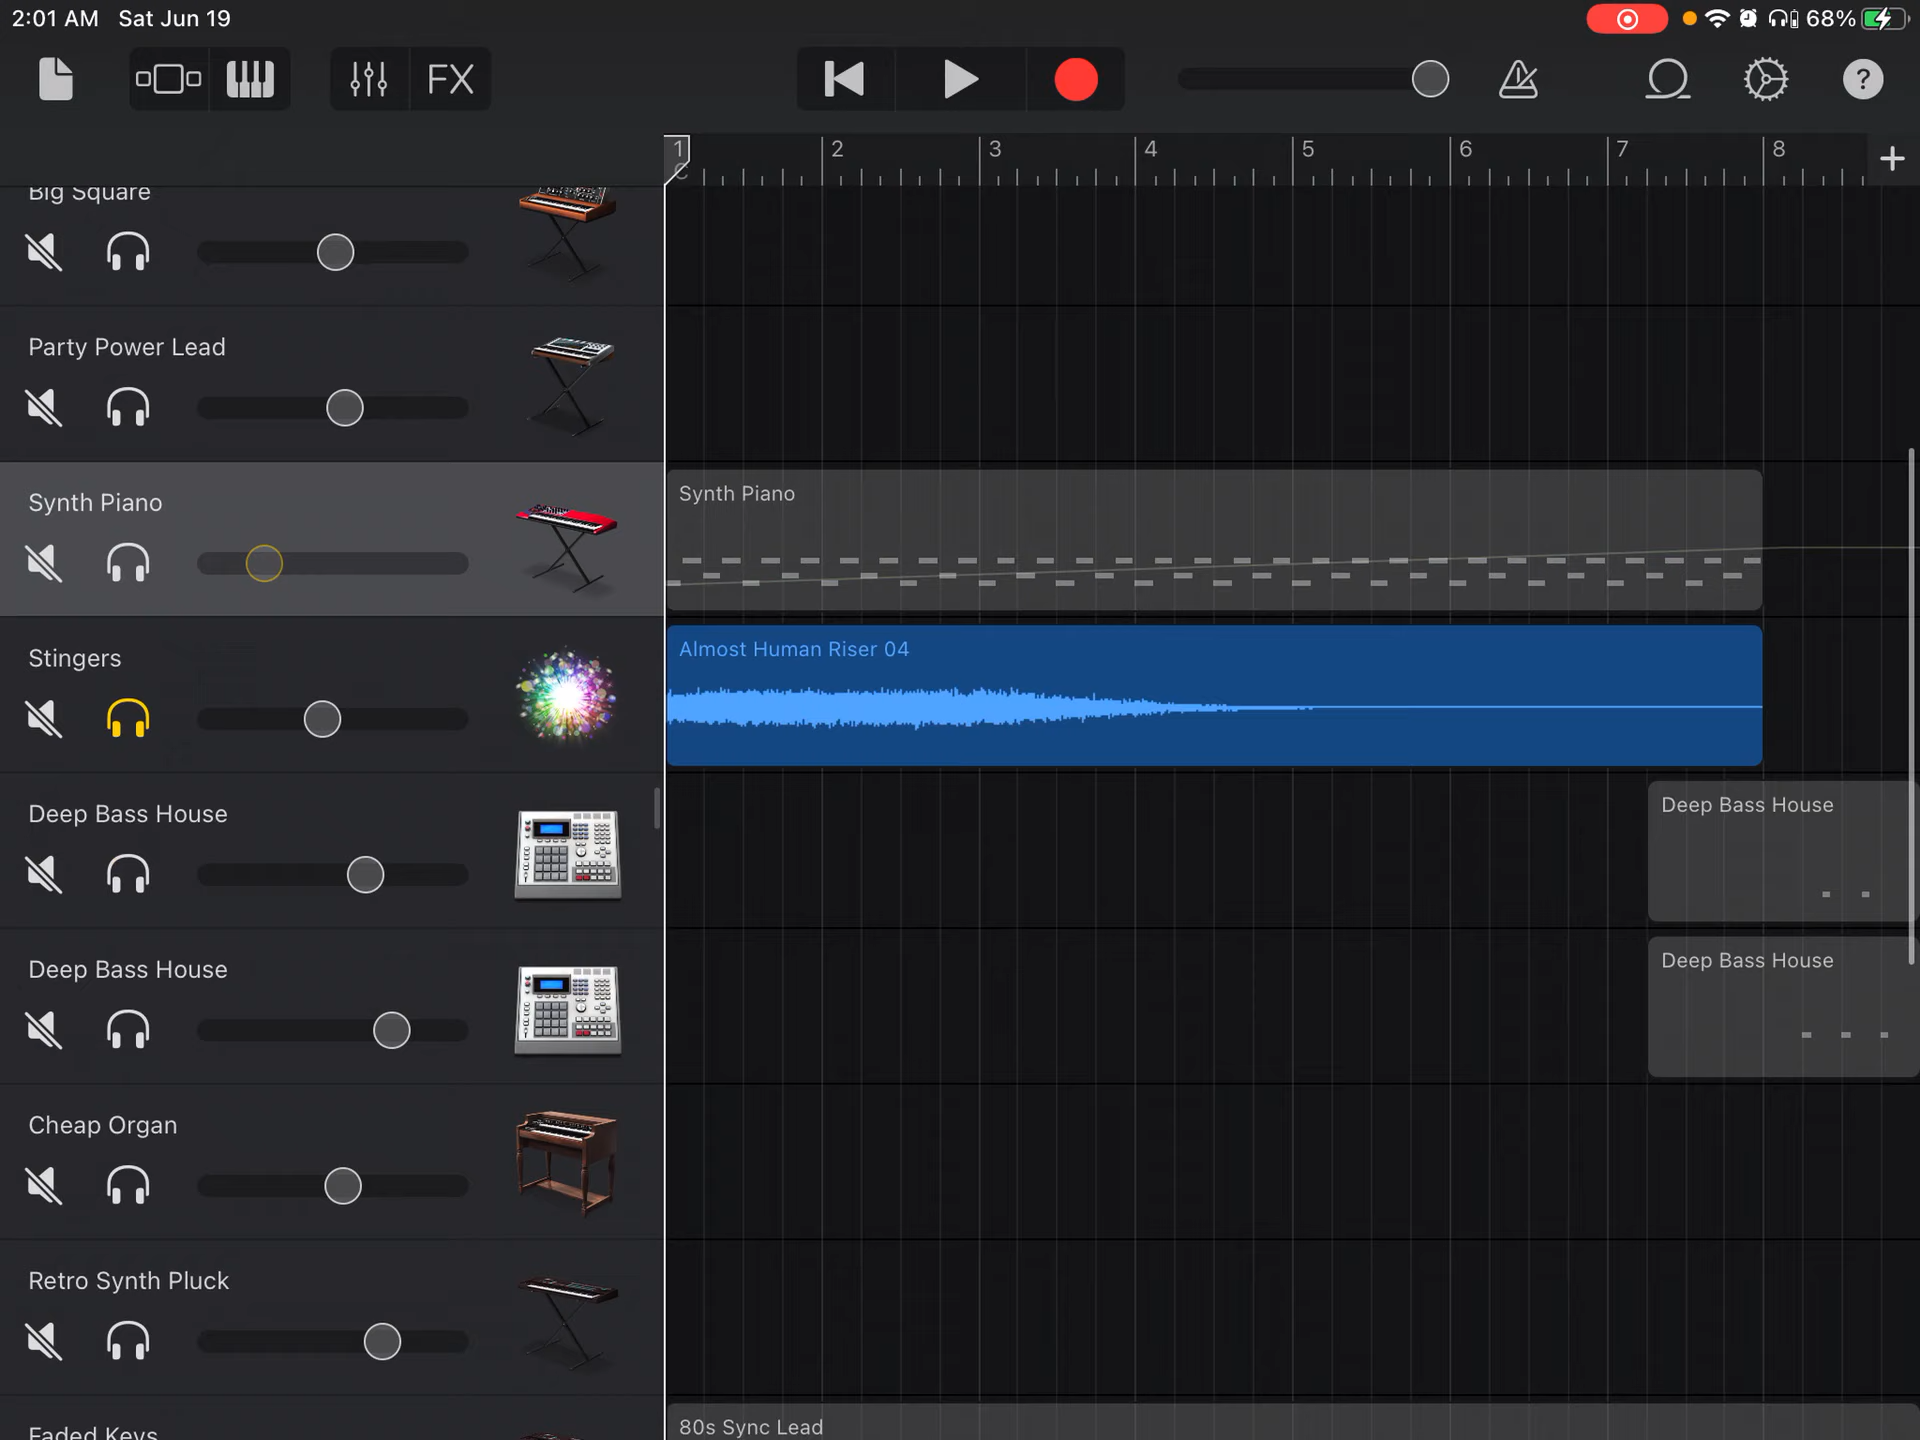 2:01 AM Sat Jun 19
68%
FX
?
1 2 3 4 5 6 7 8 +
C
Big Square
Party Power Lead
Synth Piano
Synth Piano
Stingers
Almost Human Riser 04
Deep Bass House
Deep Bass House
Deep Bass House
Deep Bass House
Cheap Organ
Retro Synth Pluck
Faded Keys
80s Sync Lead